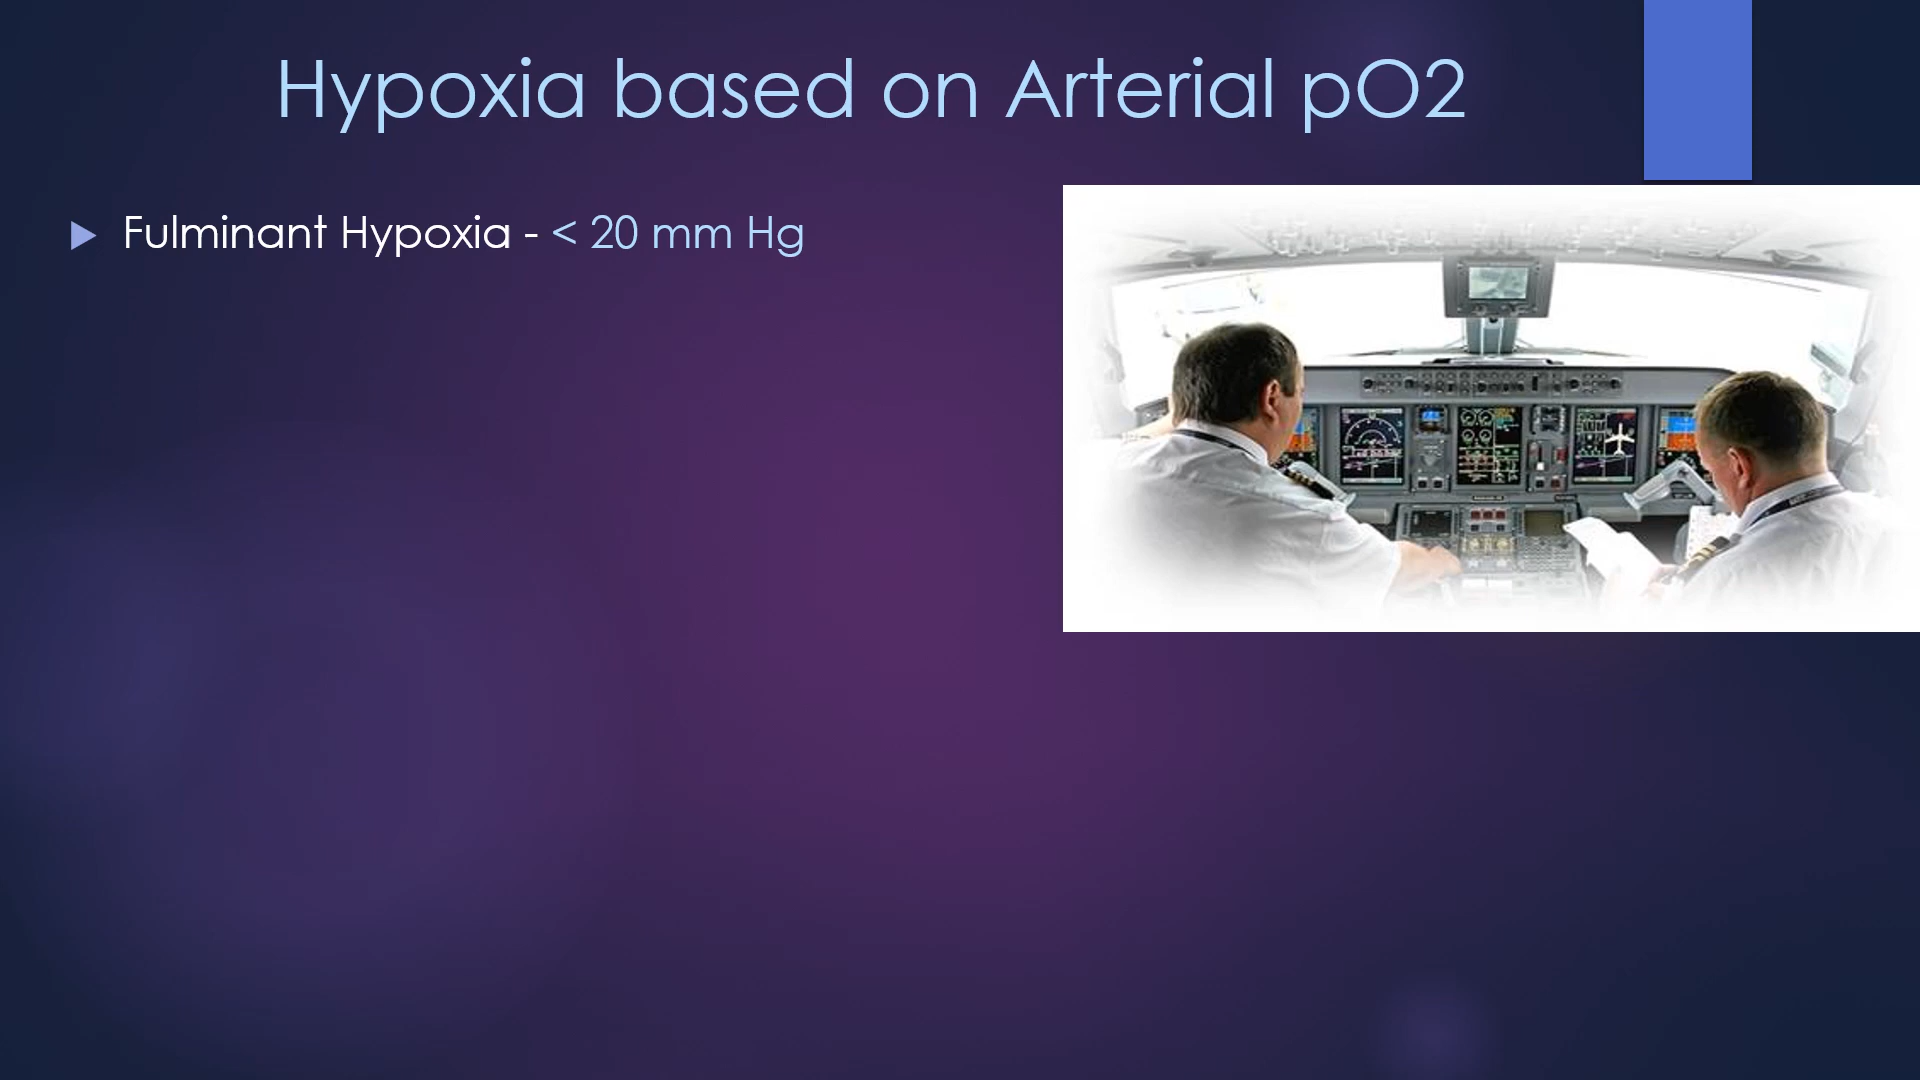 Hypoxia based on Arterial pO2
Fulminant Hypoxia - < 20 mm Hg